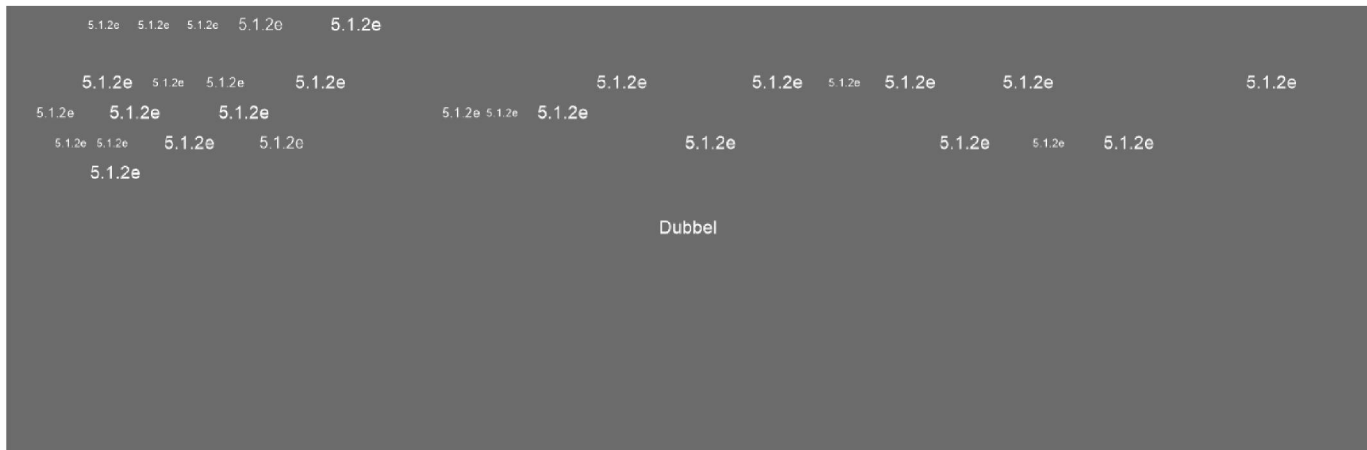 5.1.2e 5.1.2e 5.1.2e 5.1.2e 5.1.2e
5.1.2e 5.1.2e 5.1.2e 5.1.2e 5.1.2e 5.1.2e 5.1.2e 5.1.2e 5.1.2e 5.1.2e
5.1.2e 5.1.2e 5.1.2e 5.1.2e 5.1.2e 5.1.2e
5.1.2e 5.1.2e 5.1.2e 5.1.2e 5.1.2e 5.1.2e 5.1.2e 5.1.2e
5.1.2e
Dubbel